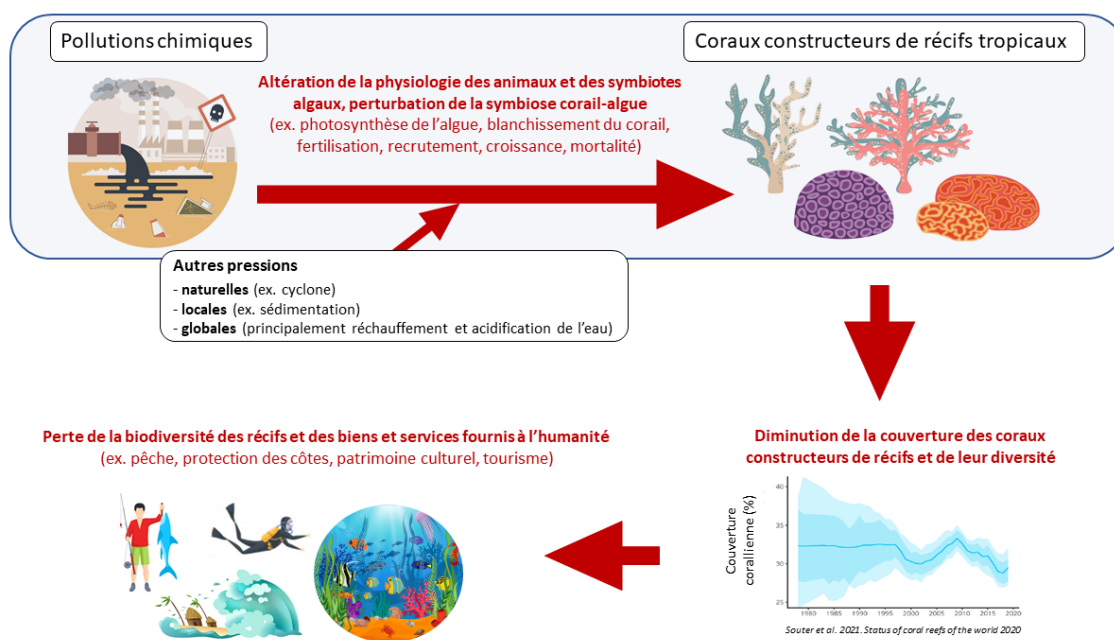 Pollutions chimiques
Coraux constructeurs de récifs tropicaux
Altération de la physiologie des animaux et des symbiotes
algaux, perturbation de la symbiose corail-algue
(ex. photosynthèse de l'algue, blanchissement du corail,
fertilisation, recrutement, croissance, mortalité)
Autres pressions
- naturelles (ex. cyclone)
- locales (ex. sédimentation)
- globales (principalement réchauffement et acidification de l'eau)
Perte de la biodiversité des récifs et des biens et services fournis à l'humanité
(ex. pêche, protection des côtes, patrimoine culturel, tourisme)
Diminution de la couverture des coraux
constructeurs de récifs et de leur diversité
Couverture
corallienne (%)
40
35
30
25
1980 1985 1990 1995 2000 2005 2010 2015 2020
Souter et al. 2021. Status of coral reefs of the world 2020